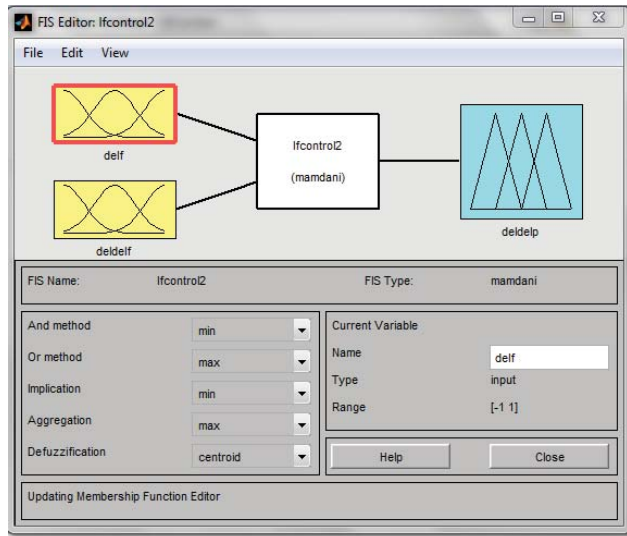 FIS Editor: lfcontrol2
File Edit View
delf
deldelf
lfcontrol2
(mamdani)
deldelp
FIS Name: lfcontrol2 FIS Type: mamdani
And method min
Or method max
Implication min
Aggregation max
Defuzzification centroid
Current Variable
Name delf
Type input
Range [-1 1]
Help Close
Updating Membership Function Editor